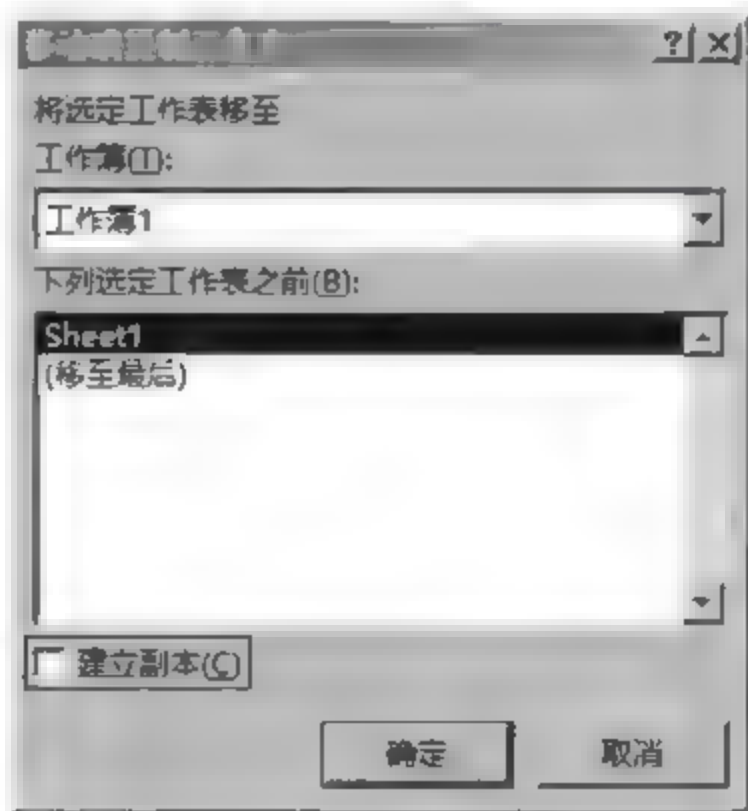 将选定工作表移至
工作簿(T):
工作簿1
下列选定工作表之前(B):
Sheet1
(移至最后)
建立副本(C)
确定 取消